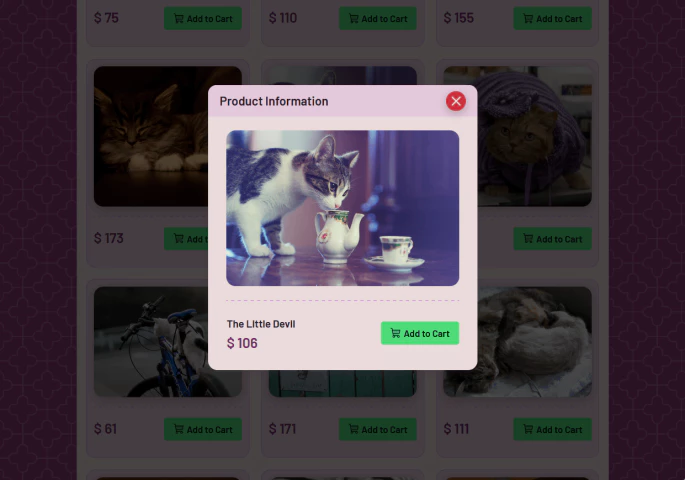 $ 75
Add to Cart
$ 110
Add to Cart
$ 155
Add to Cart
Product Information
$ 173
Add to
Add to Cart
The Little Devil
$ 106
Add to Cart
$ 61
Add to Cart
$ 171
Add to Cart
$ 111
Add to Cart